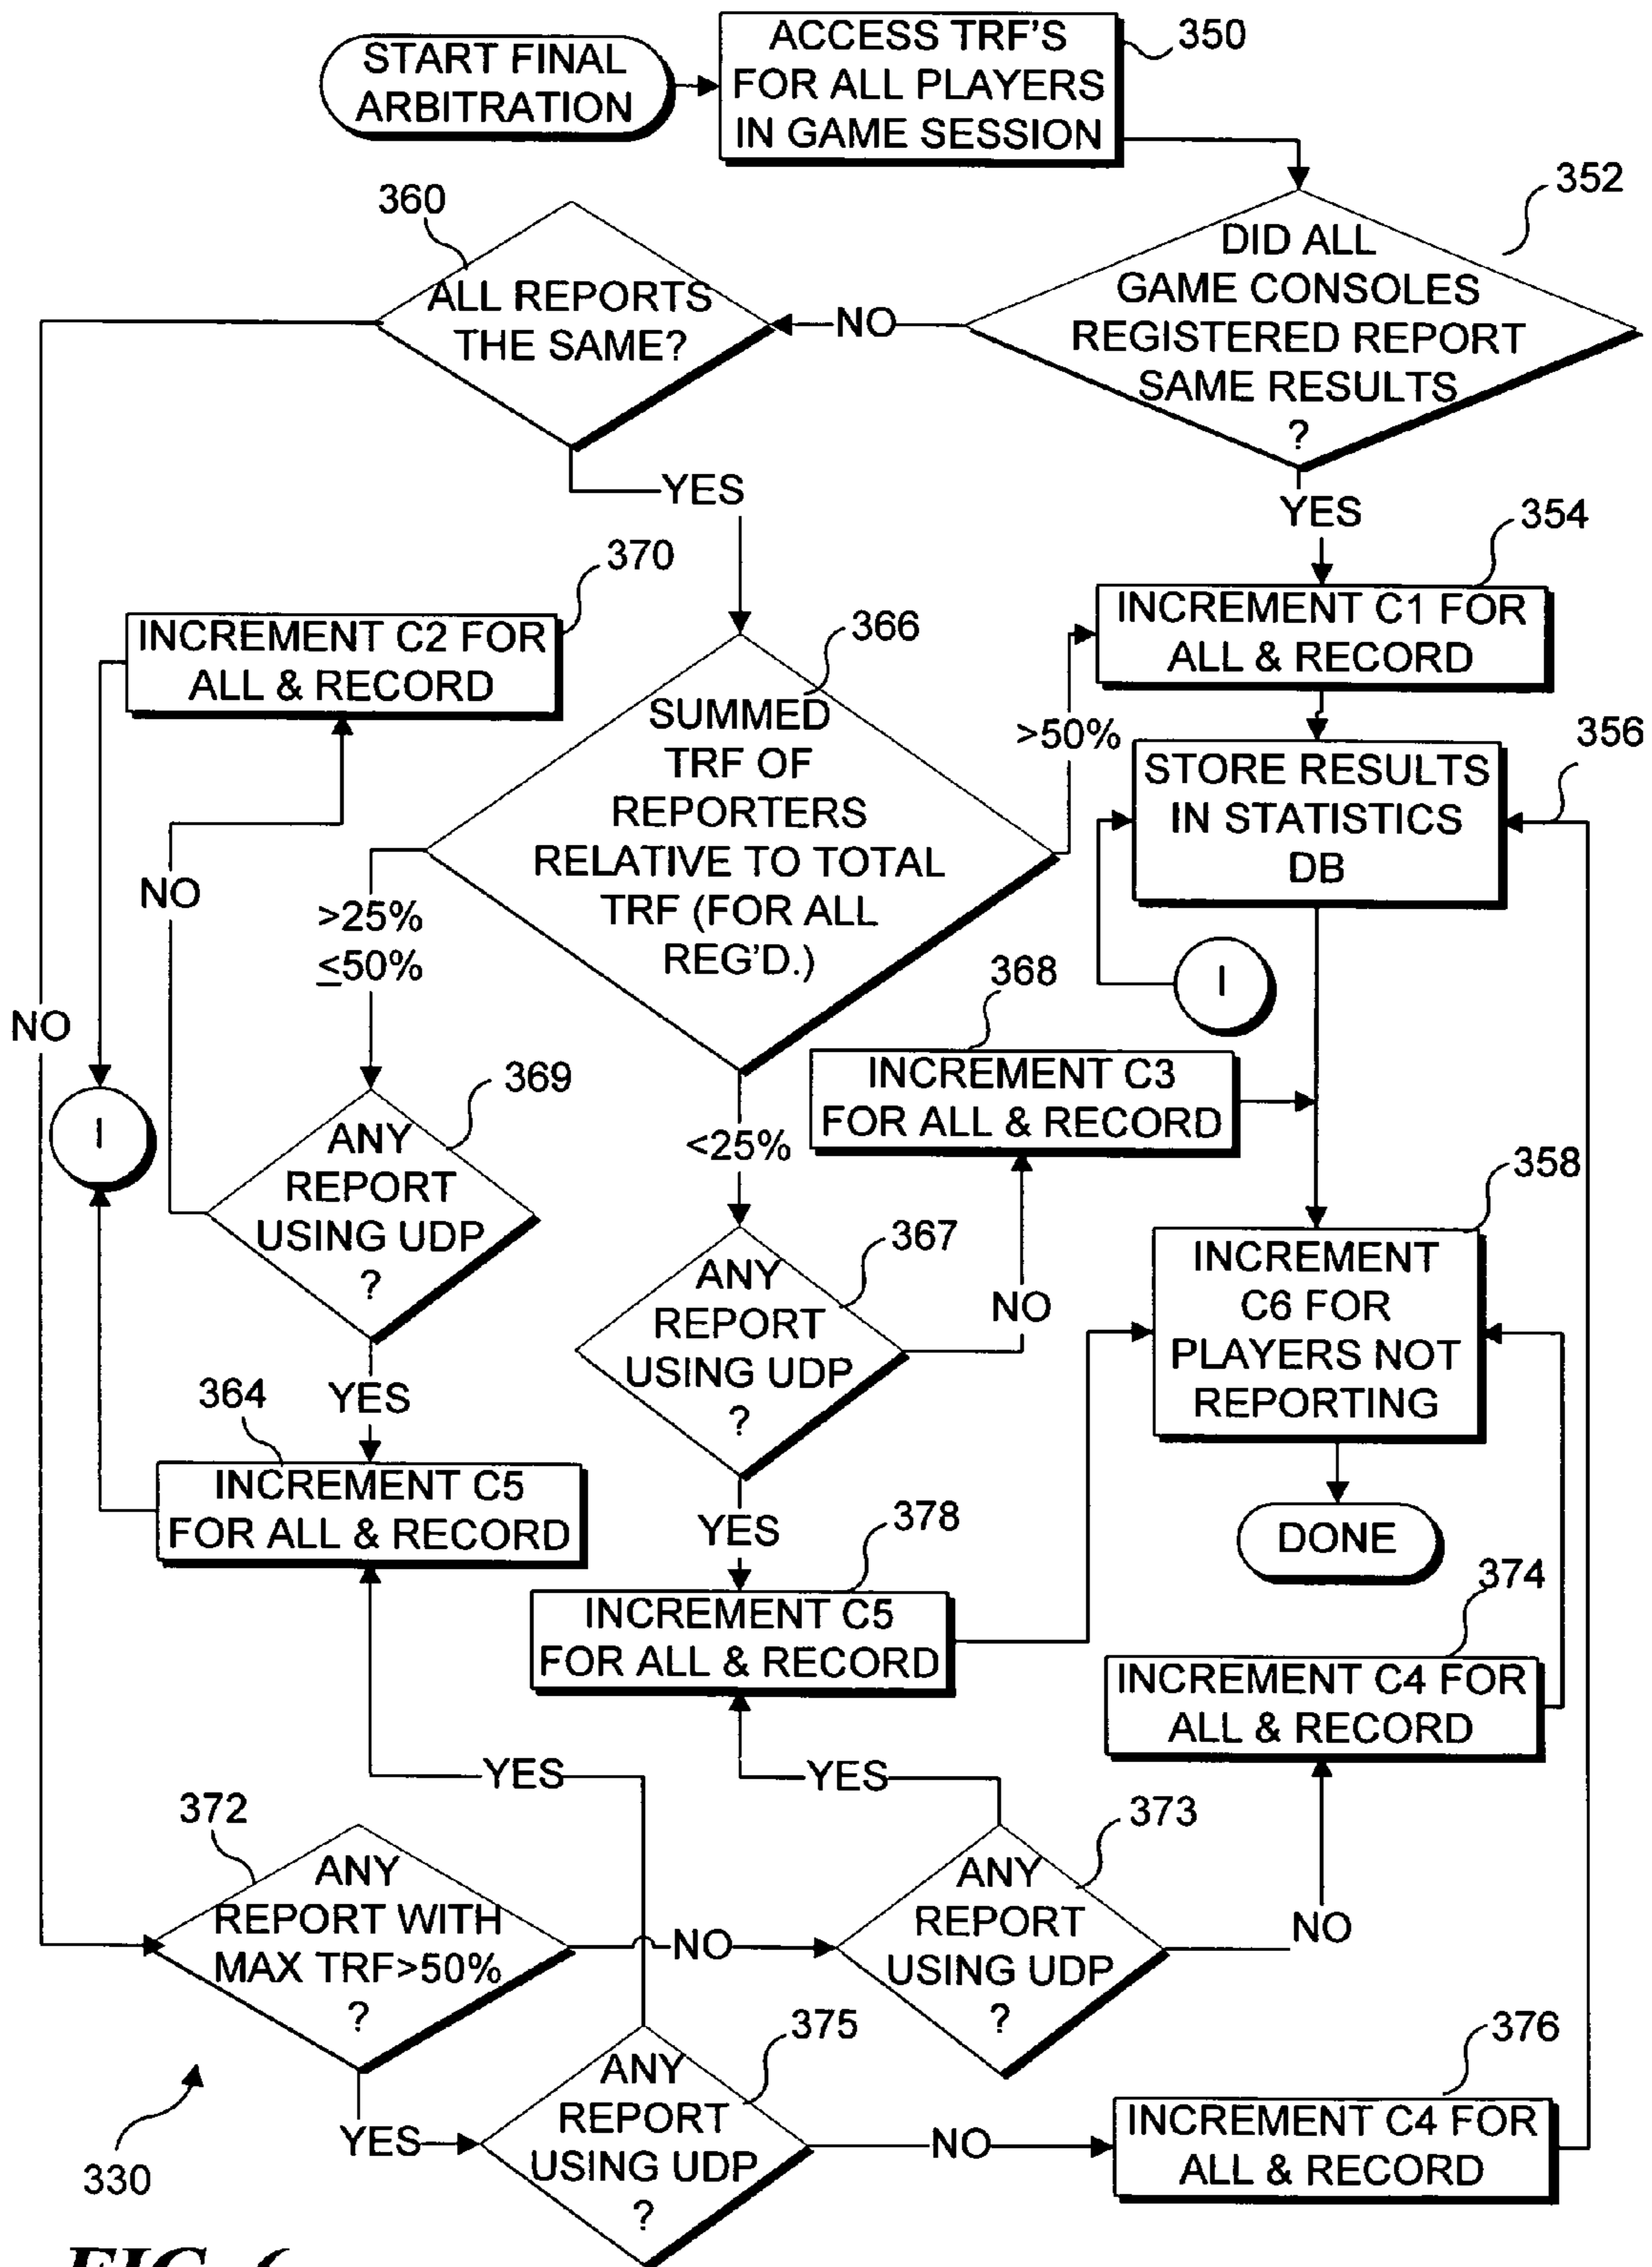 START FINAL
ARBITRATION
ACCESS TRF'S
FOR ALL PLAYERS
IN GAME SESSION
350
352
DID ALL
GAME CONSOLES
REGISTERED REPORT
SAME RESULTS
?
NO
360
ALL REPORTS
THE SAME?
YES
YES
354
INCREMENT C1 FOR
ALL & RECORD
370
INCREMENT C2 FOR
ALL & RECORD
366
SUMMED
TRF OF
REPORTERS
RELATIVE TO TOTAL
TRF (FOR ALL
REG'D.)
>50%
356
STORE RESULTS
IN STATISTICS
DB
I
NO
>25%
≤50%
NO
368
INCREMENT C3
FOR ALL & RECORD
<25%
I
369
ANY
REPORT
USING UDP
?
367
ANY
REPORT
USING UDP
?
NO
358
INCREMENT
C6 FOR
PLAYERS NOT
REPORTING
YES
364
INCREMENT C5
FOR ALL & RECORD
YES
378
INCREMENT C5
FOR ALL & RECORD
DONE
374
INCREMENT C4 FOR
ALL & RECORD
YES
YES
372
ANY
REPORT WITH
MAX TRF>50%
?
NO
373
ANY
REPORT
USING UDP
?
NO
YES
375
ANY
REPORT
USING UDP
?
NO
376
INCREMENT C4 FOR
ALL & RECORD
330
FIG. 6